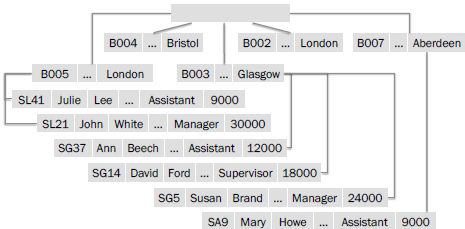 B004 ... Bristol B002 ... London B007 ... Aberdeen
B005 ... London B003 ... Glasgow
SL41 Julie Lee ... Assistant 9000
SL21 John White ... Manager 30000
SG37 Ann Beech ... Assistant 12000
SG14 David Ford ... Supervisor 18000
SG5 Susan Brand ... Manager 24000
SA9 Mary Howe ... Assistant 9000